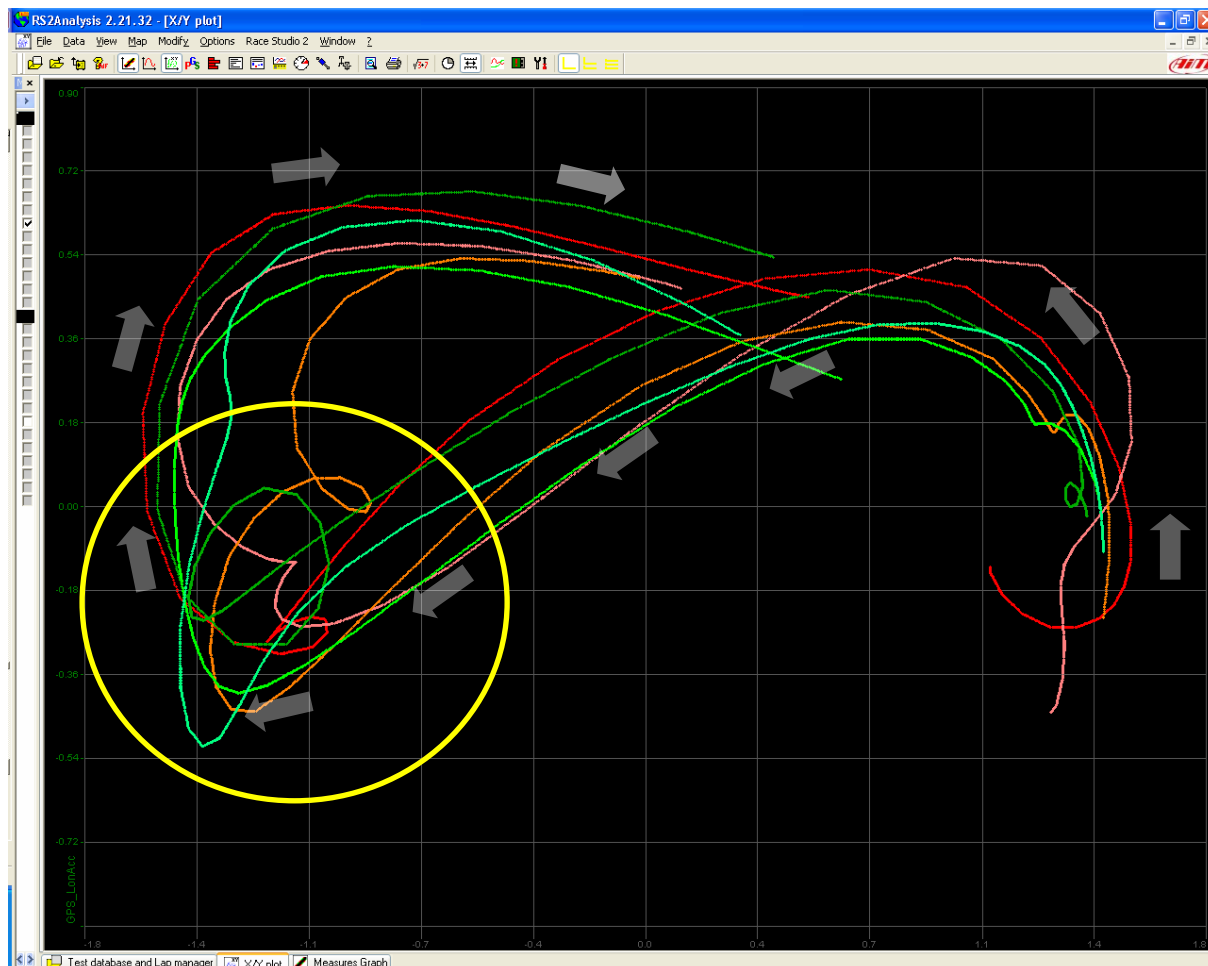 RS2Analysis 2.21.32 - [X/Y plot]
File Data View Map Modify Options Race Studio 2 Window ?
AiM
0.90
0.72
0.54
0.36
0.18
0.00
-0.18
-0.36
-0.54
-0.72
GPS_LonAcc
-1.8 -1.4 -1.1 -0.7 -0.4 0.0 0.4 0.7 1.1 1.4 1.8
Test database and Lap manager X/Y plot Measures Graph